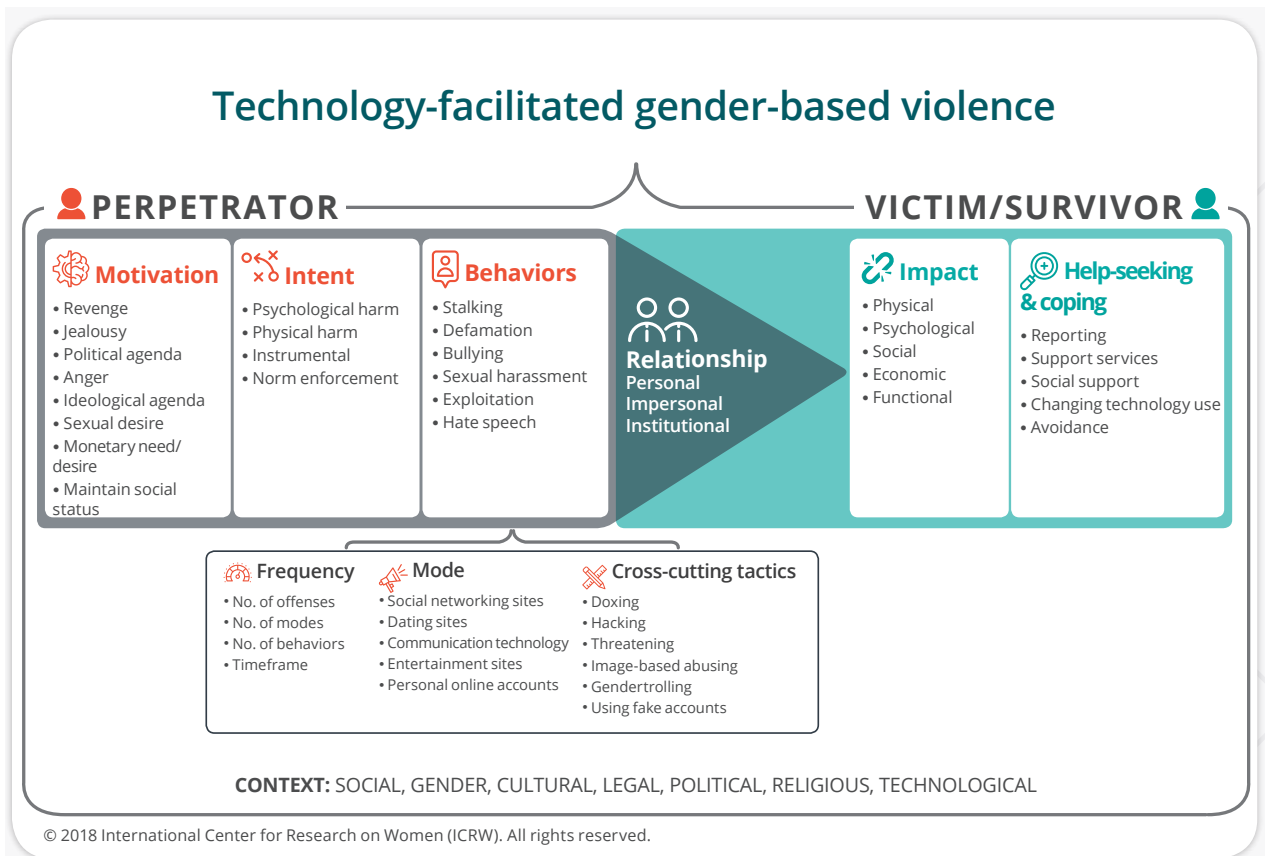 Technology-facilitated gender-based violence
PERPETRATOR
VICTIM/SURVIVOR
Motivation
• Revenge
• Jealousy
• Political agenda
• Anger
• Ideological agenda
• Sexual desire
• Monetary need/
desire
• Maintain social
status
Intent
• Psychological harm
• Physical harm
• Instrumental
• Norm enforcement
Behaviors
• Stalking
• Defamation
• Bullying
• Sexual harassment
• Exploitation
• Hate speech
Relationship
Personal
Impersonal
Institutional
Impact
• Physical
• Psychological
• Social
• Economic
• Functional
Help-seeking
& coping
• Reporting
• Support services
• Social support
• Changing technology use
• Avoidance
Frequency
• No. of offenses
• No. of modes
• No. of behaviors
• Timeframe
Mode
• Social networking sites
• Dating sites
• Communication technology
• Entertainment sites
• Personal online accounts
Cross-cutting tactics
• Doxing
• Hacking
• Threatening
• Image-based abusing
• Gendertrolling
• Using fake accounts
CONTEXT: SOCIAL, GENDER, CULTURAL, LEGAL, POLITICAL, RELIGIOUS, TECHNOLOGICAL
© 2018 International Center for Research on Women (ICRW). All rights reserved.